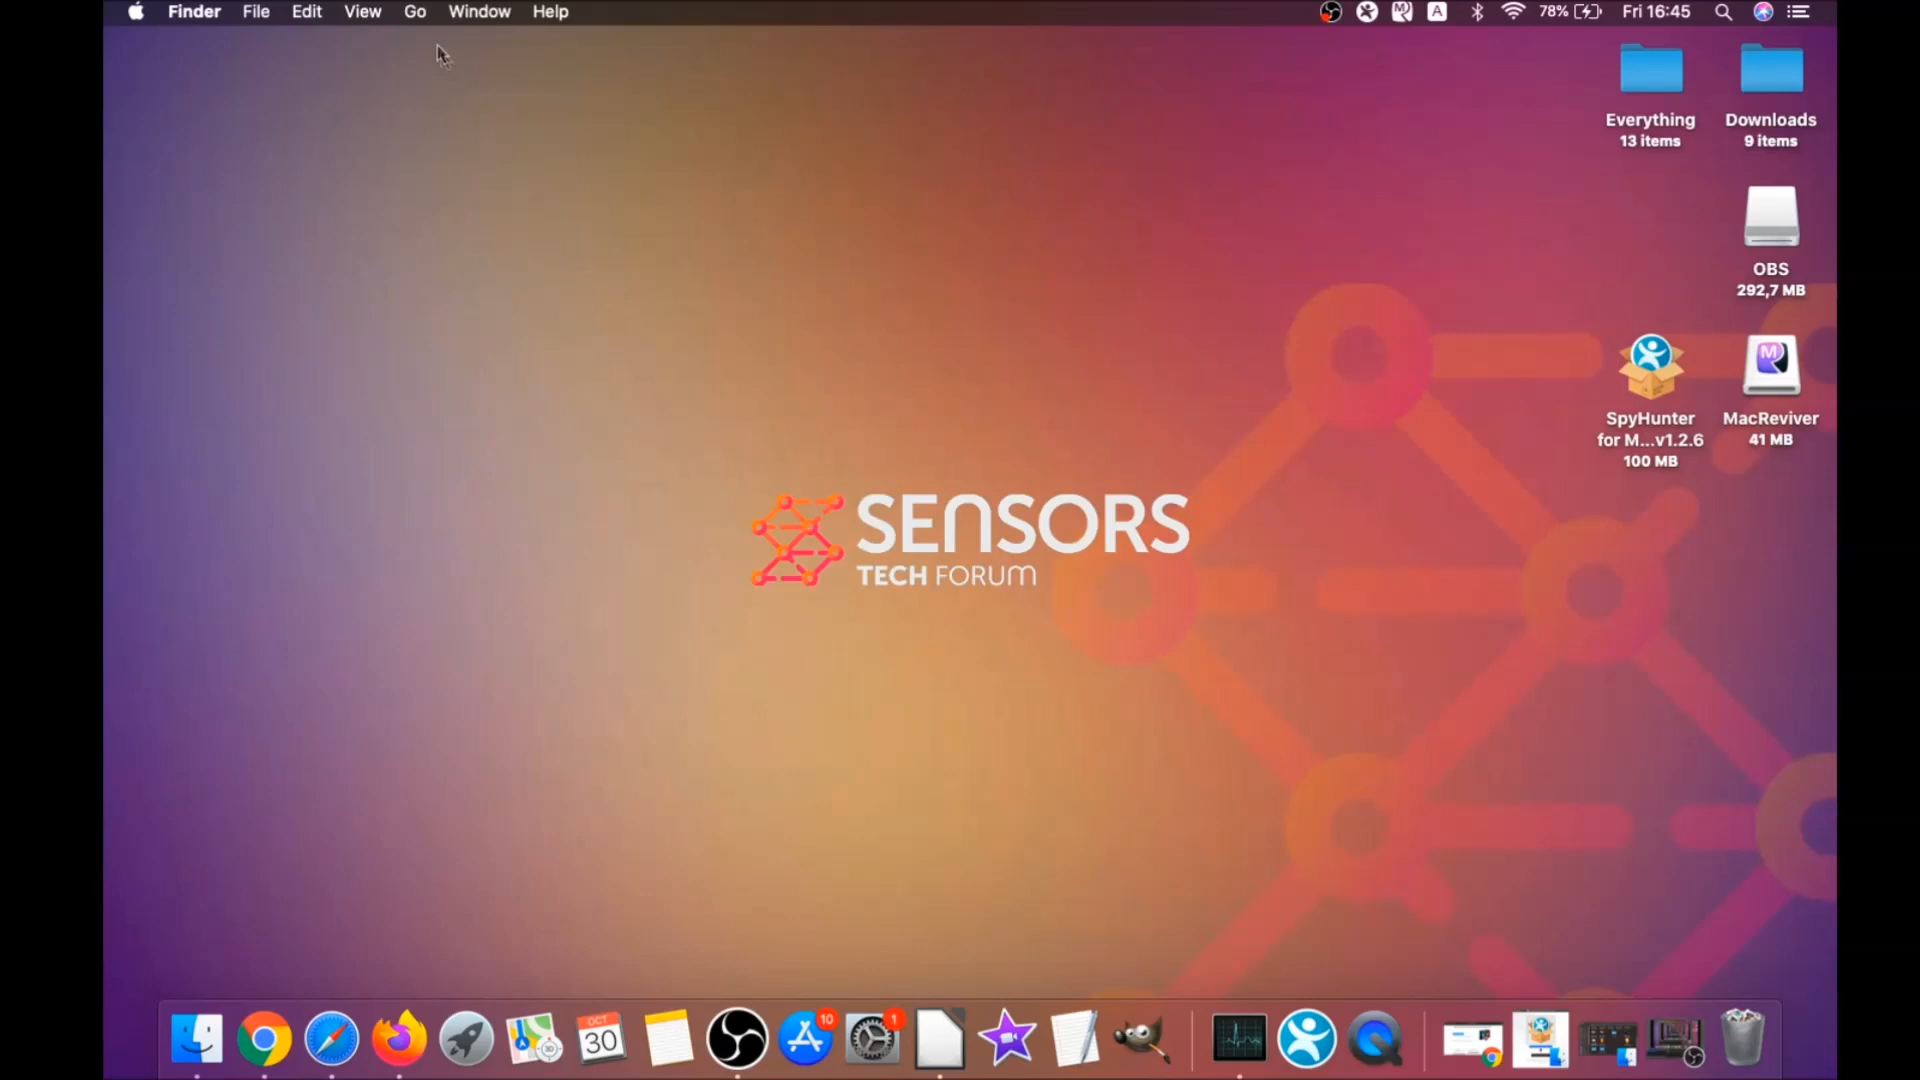 Finder File Edit View Go Window Help
A 78% Fri 16:45
Everything
13 items
Downloads
9 items
OBS
292,7 MB
SpyHunter
for M...v1.2.6
100 MB
MacReviver
41 MB
SENSORS
TECH FORUM
OCT
30
10
1